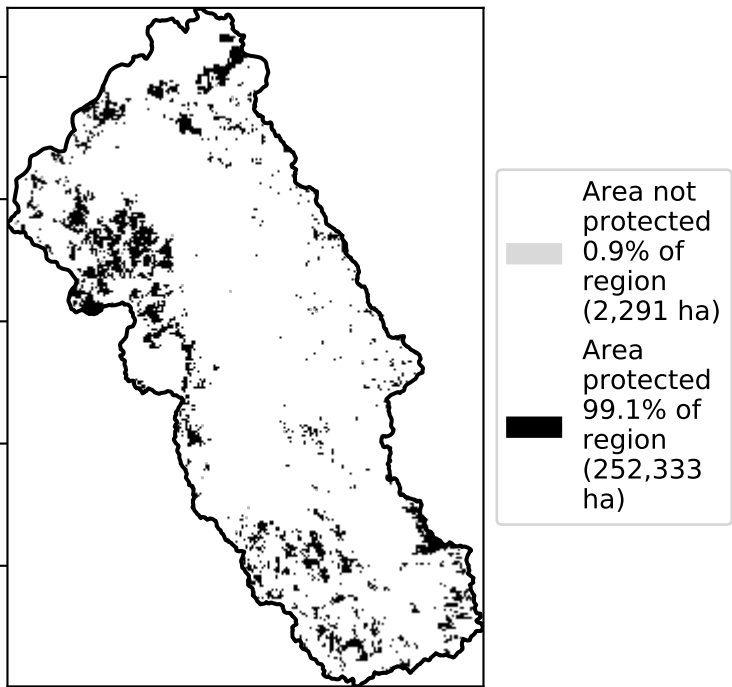 Area not
protected
0.9% of
region
(2,291 ha)
Area
protected
99.1% of
region
(252,333
ha)